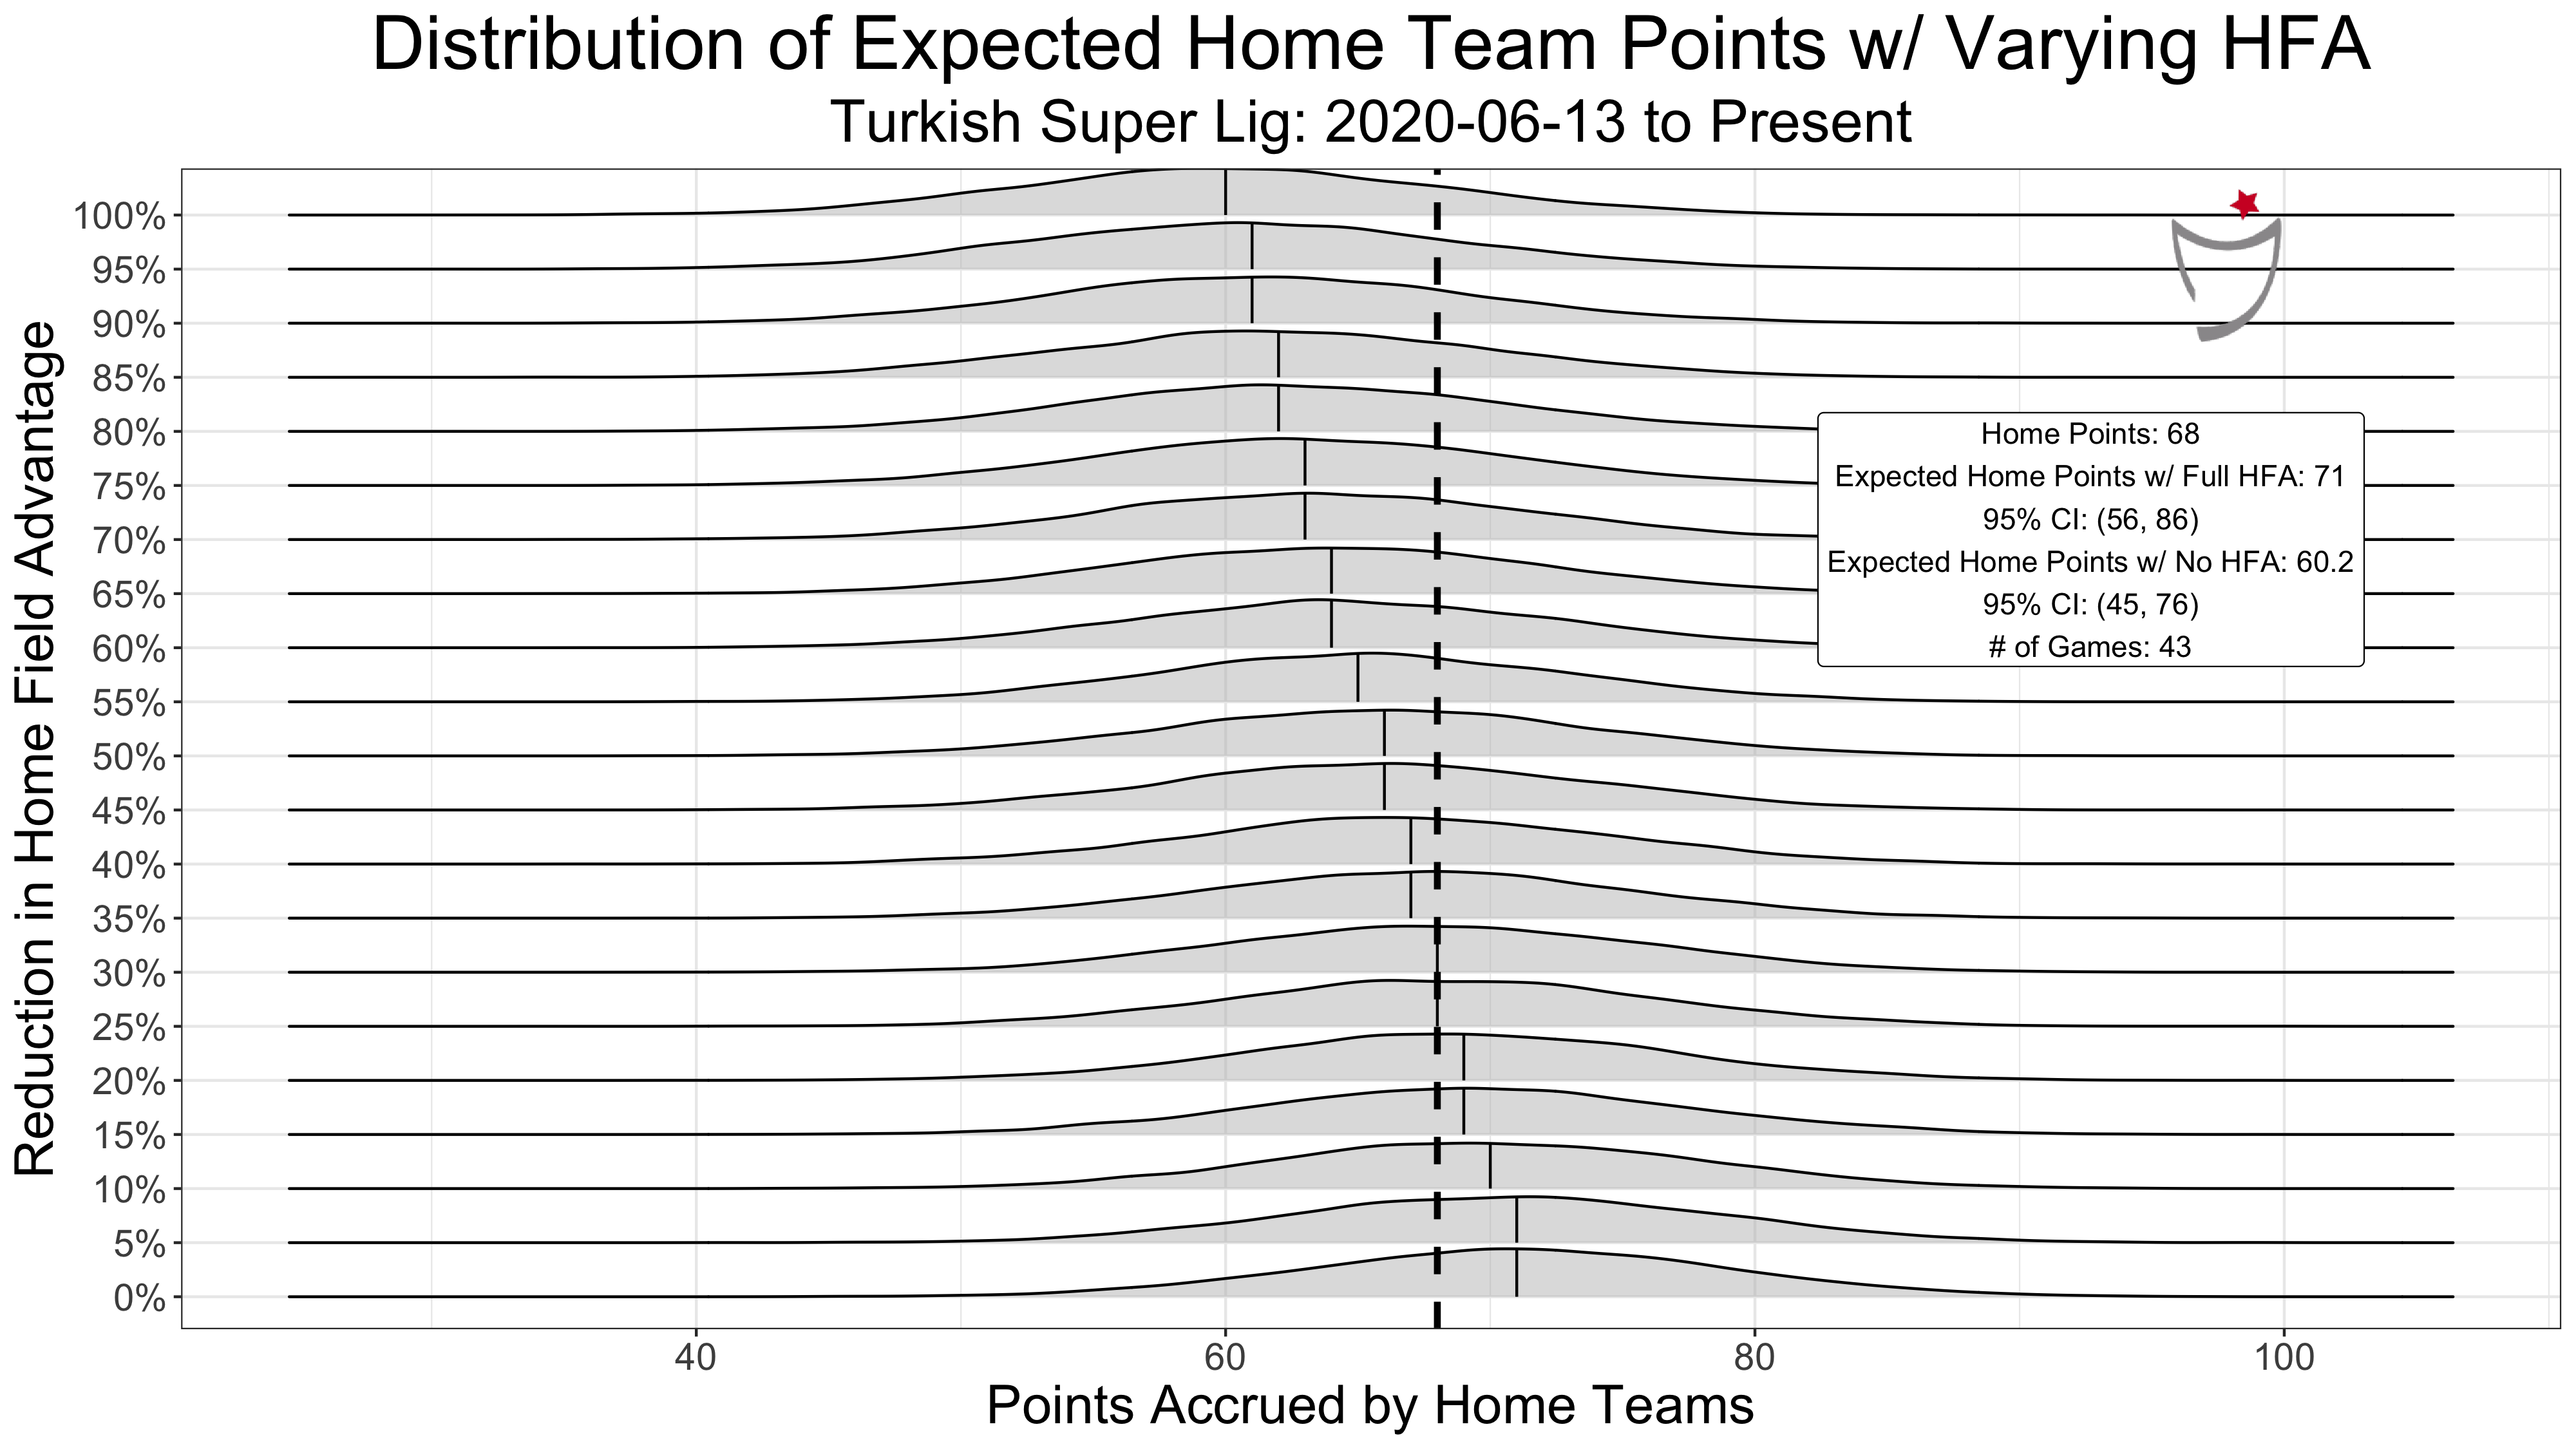 Distribution of Expected Home Team Points w/ Varying HFA
Turkish Super Lig: 2020-06-13 to Present
Reduction in Home Field Advantage
100%
95%
90%
85%
80%
75%
70%
65%
60%
55%
50%
45%
40%
35%
30%
25%
20%
15%
10%
5%
0%
Home Points: 68
Expected Home Points w/ Full HFA: 71
95% CI: (56, 86)
Expected Home Points w/ No HFA: 60.2
95% CI: (45, 76)
# of Games: 43
40 60 80 100
Points Accrued by Home Teams